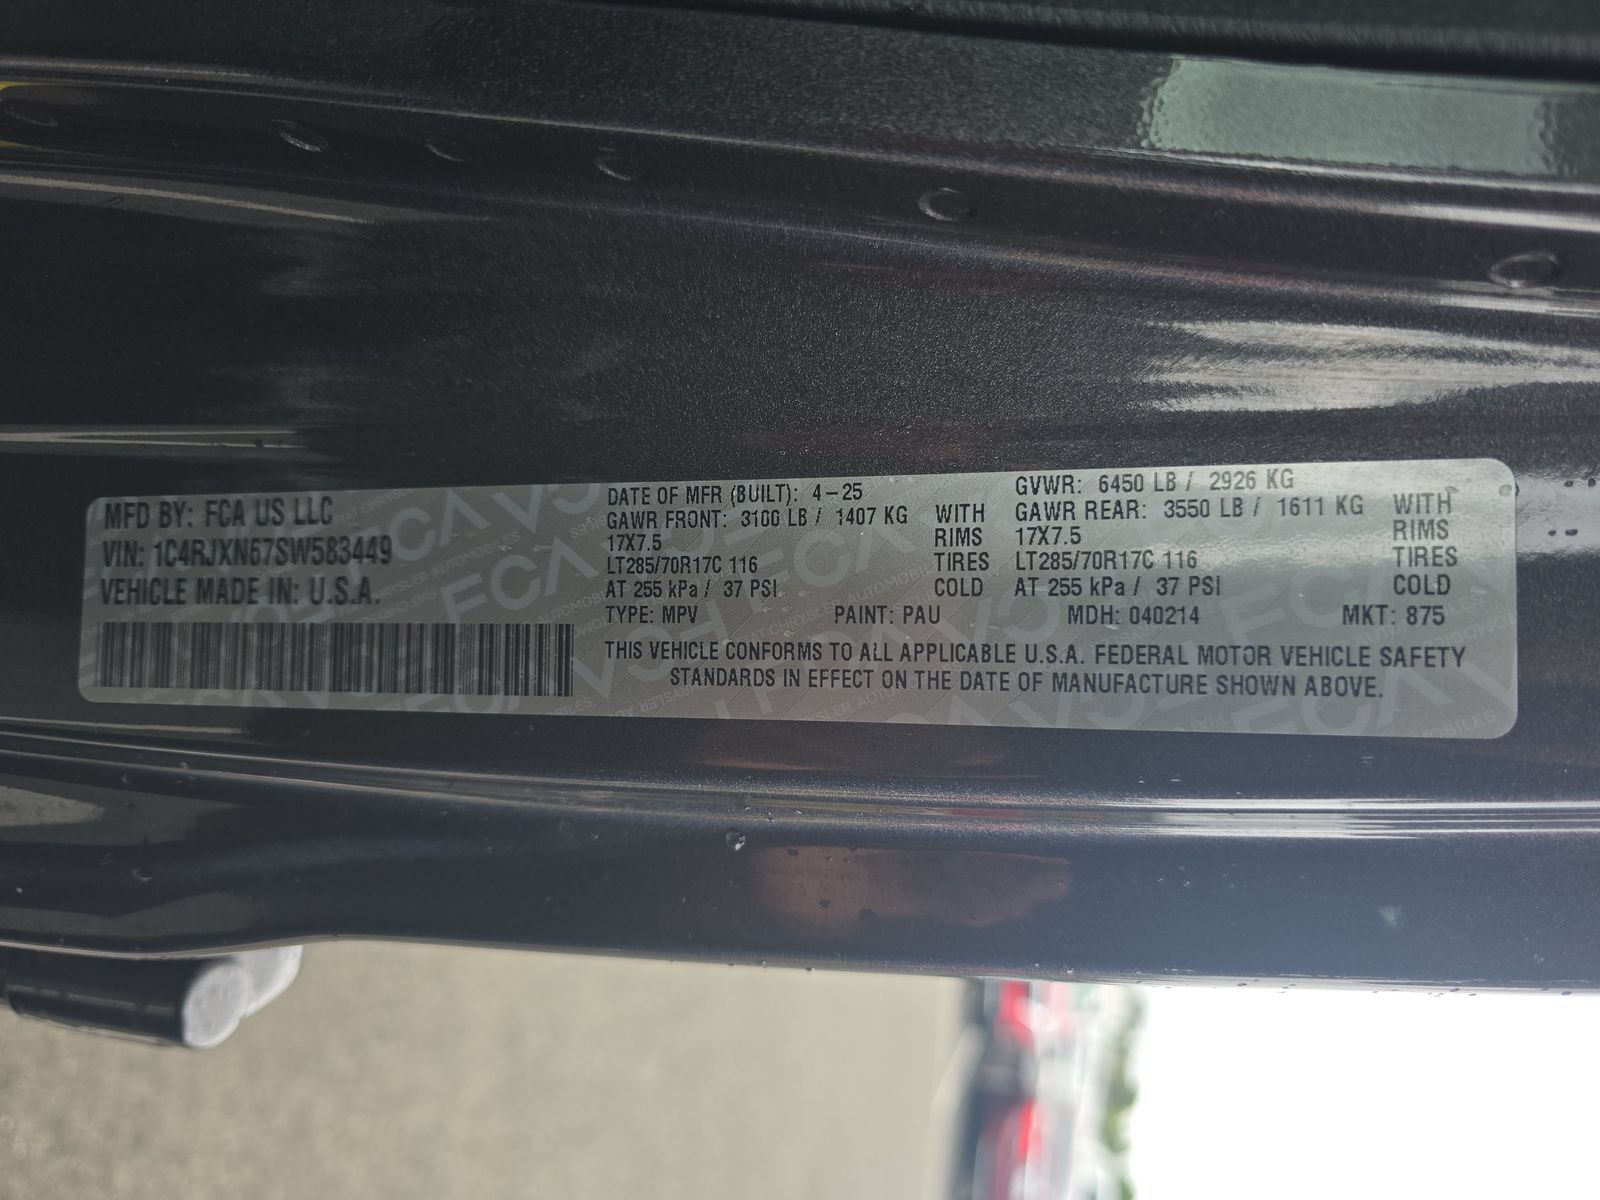 MFD BY: FCA US LLC
VIN: 1C4RJXN67SW583449
VEHICLE MADE IN: U.S.A.
DATE OF MFR (BUILT): 4-25
GVWR: 6450 LB / 2926 KG
GAWR FRONT: 3100 LB / 1407 KG WITH
17X7.5 RIMS
LT285/70R17C 116 TIRES
AT 255 kPa / 37 PSI COLD
GAWR REAR: 3550 LB / 1611 KG WITH
17X7.5 RIMS
LT285/70R17C 116 TIRES
AT 255 kPa / 37 PSI COLD
TYPE: MPV PAINT: PAU MDH: 040214 MKT: 875
THIS VEHICLE CONFORMS TO ALL APPLICABLE U.S.A. FEDERAL MOTOR VEHICLE SAFETY
STANDARDS IN EFFECT ON THE DATE OF MANUFACTURE SHOWN ABOVE.